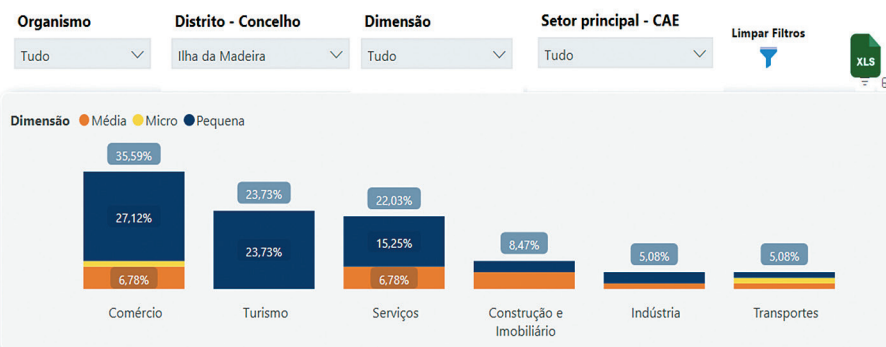 Organismo
Distrito - Concelho
Dimensão
Setor principal - CAE
Limpar Filtros
Tudo
Ilha da Madeira
Tudo
Tudo
XLS
Dimensão Média Micro Pequena
35,59%
27,12%
6,78%
23,73%
23,73%
22,03%
15,25%
6,78%
8,47%
5,08%
5,08%
Comércio
Turismo
Serviços
Construção e
Imobiliário
Indústria
Transportes